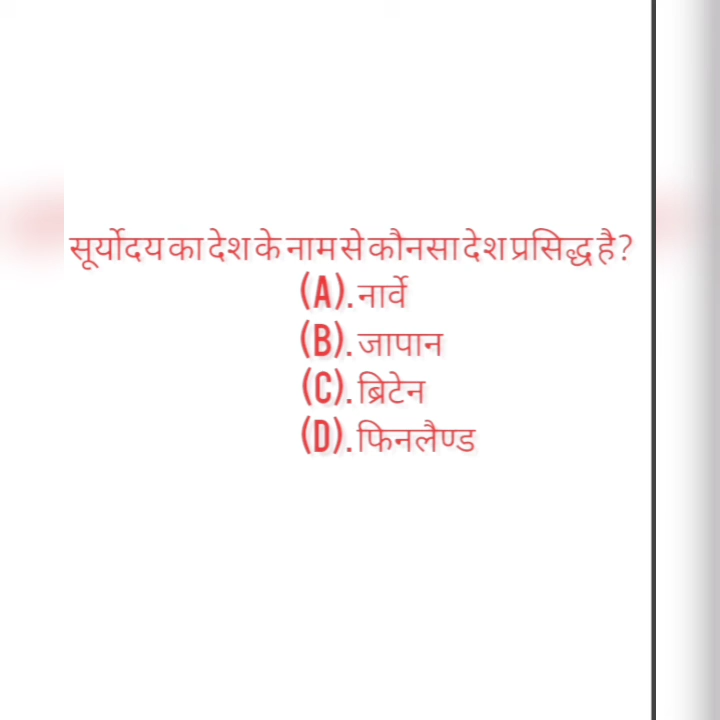 सूर्योदय का देश के नाम से कौनसा देश प्रसिद्ध है?
(A). नार्वे
(B). जापान
(C). ब्रिटेन
(D). फिनलैण्ड